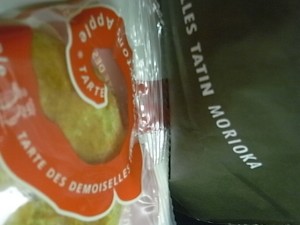 Apple
TARTE
TARTE DES DEMOISELLES
LLES TATIN MORIOKA